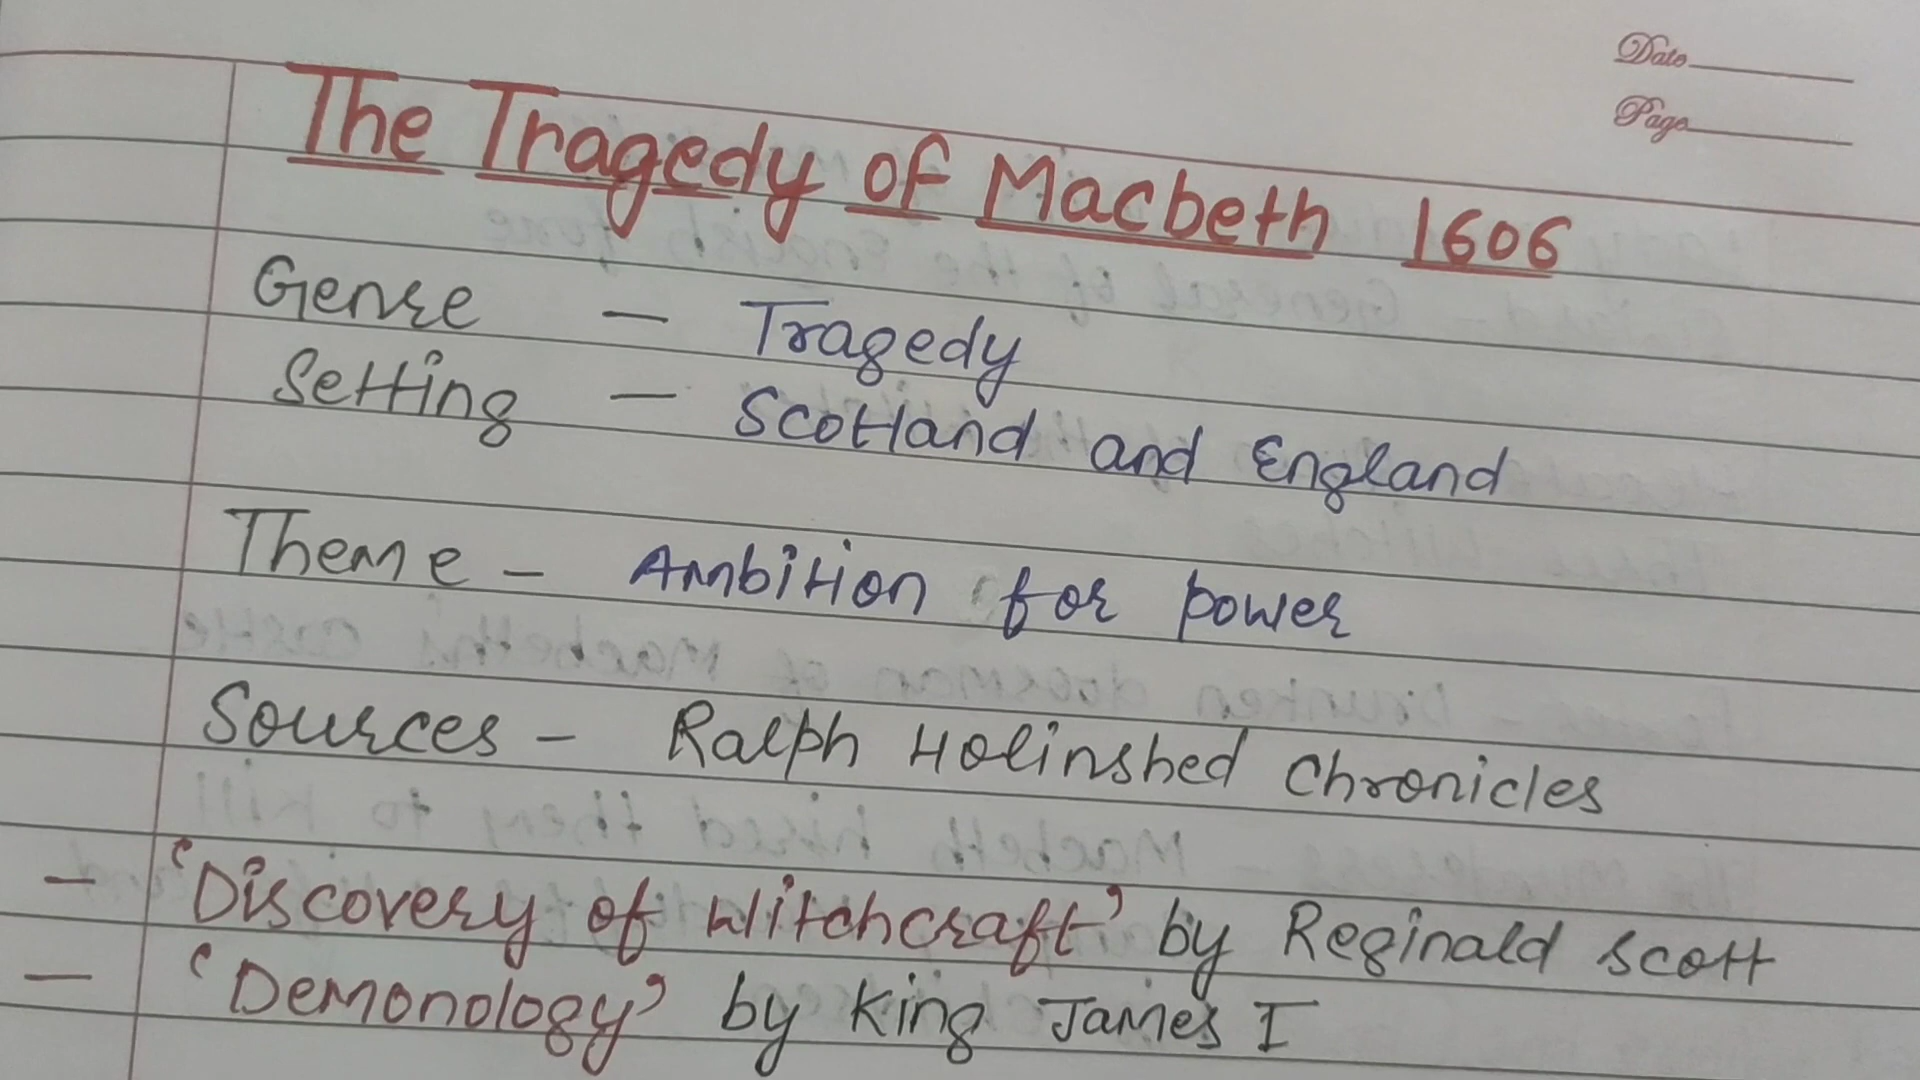 Date
Page
The Tragedy of Macbeth 1606
Genre - Tragedy
Setting - Scotland and England
Theme - Ambition for power
Sources - Ralph Holinshed Chronicles
- 'Discovery of Witchcraft' by Reginald Scott
- 'Demonology' by King James I